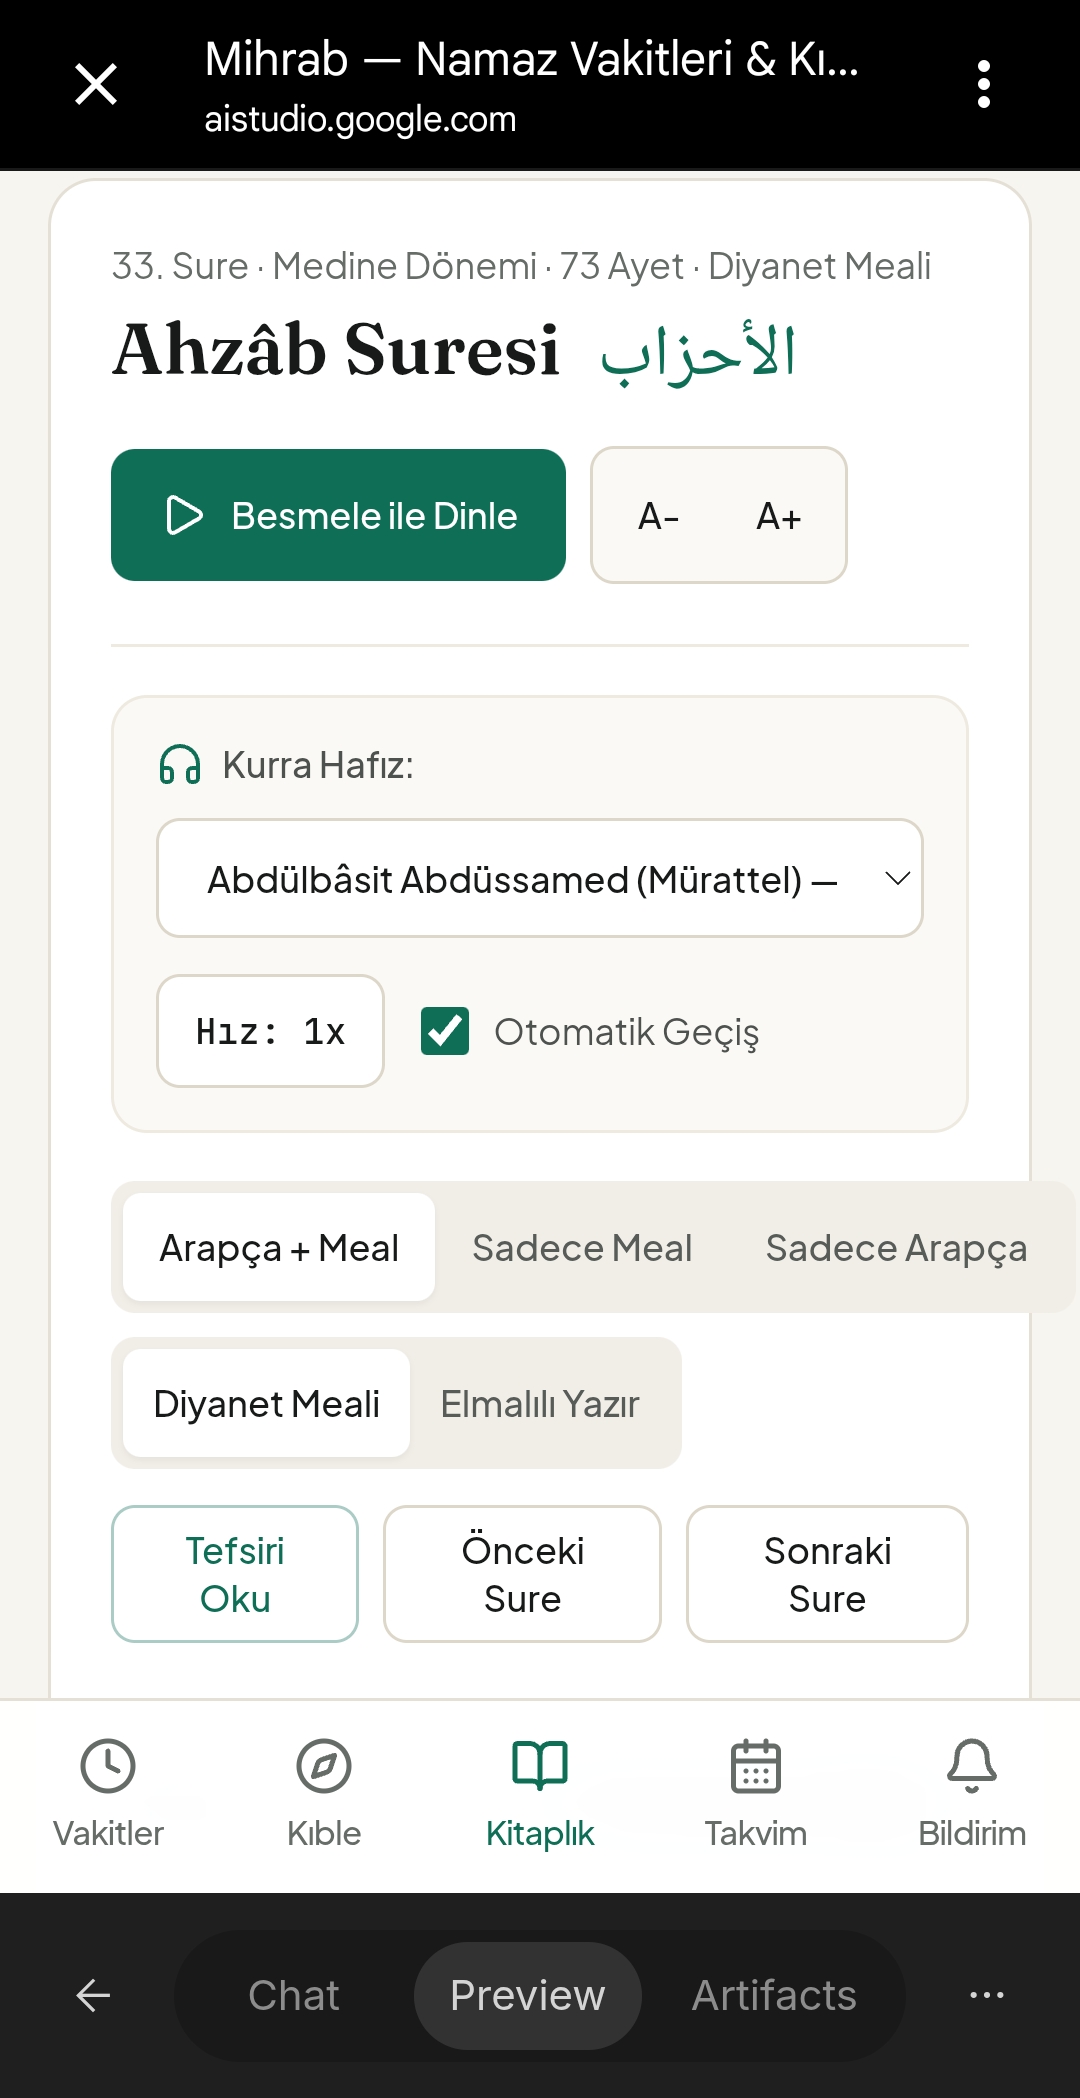 Mihrab — Namaz Vakitleri & Kı...
aistudio.google.com
33. Sure · Medine Dönemi · 73 Ayet · Diyanet Meali
Ahzâb Suresi الأحزاب
Besmele ile Dinle
A- A+
Kurra Hafız:
Abdülbâsit Abdüssamed (Mürattel) —
Hız: 1x
Otomatik Geçiş
Arapça + Meal Sadece Meal Sadece Arapça
Diyanet Meali Elmalılı Yazır
Tefsiri Oku
Önceki Sure
Sonraki Sure
Vakitler Kıble Kitaplık Takvim Bildirim
Chat Preview Artifacts